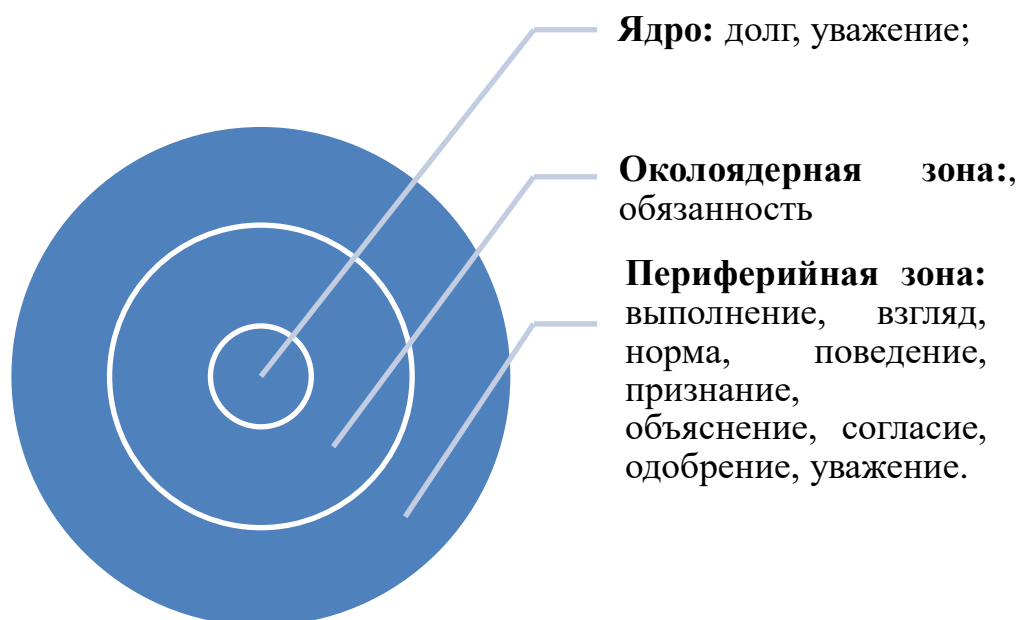 Ядро: долг, уважение;
Околоядерная зона:,
обязанность
Периферийная зона:
выполнение, взгляд,
норма, поведение,
признание,
объяснение, согласие,
одобрение, уважение.